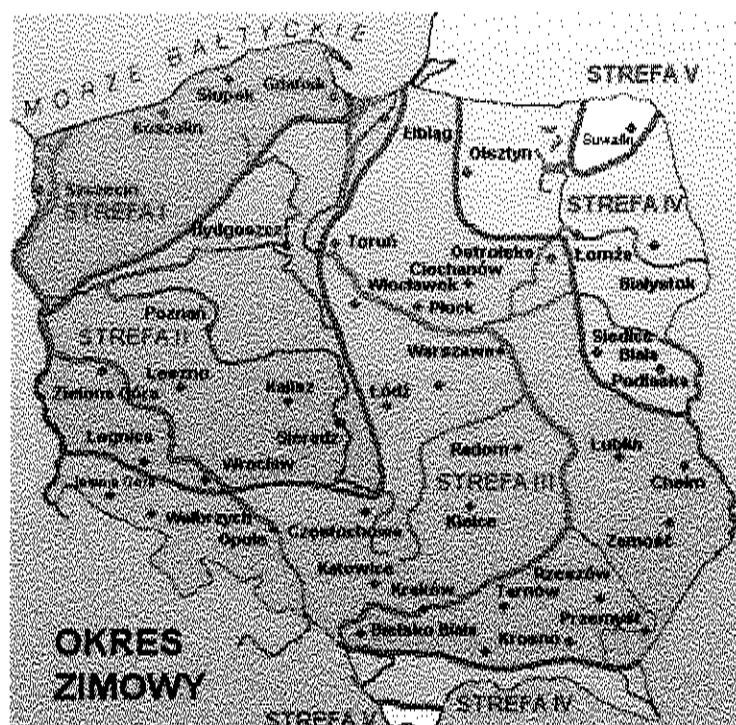 MORZE BAŁTYCKIE
STREFA V
Słupsk
Gdańsk
Koszalin
Elbląg
Olsztyn
Suwałki
Szczecin
STREFA I
STREFA IV
Bydgoszcz
Toruń
Ostrołęka
Łomża
Ciechanów
Włocławek
Białystok
Płock
Poznań
STREFA II
Siedlce
Warszawa
Biała
Podlaska
Leszno
Zielona Góra
Kalisz
Łódź
Legnica
Sieradz
Radom
Lublin
Wrocław
STREFA III
Chełm
Jelenia Góra
Wałbrzych
Częstochowa
Kielce
Opole
Zamość
Katowice
Rzeszów
Kraków
Tarnów
Przemyśl
Bielsko Biała
Krosno
OKRES
ZIMOWY
STREFA IV
STREFA V